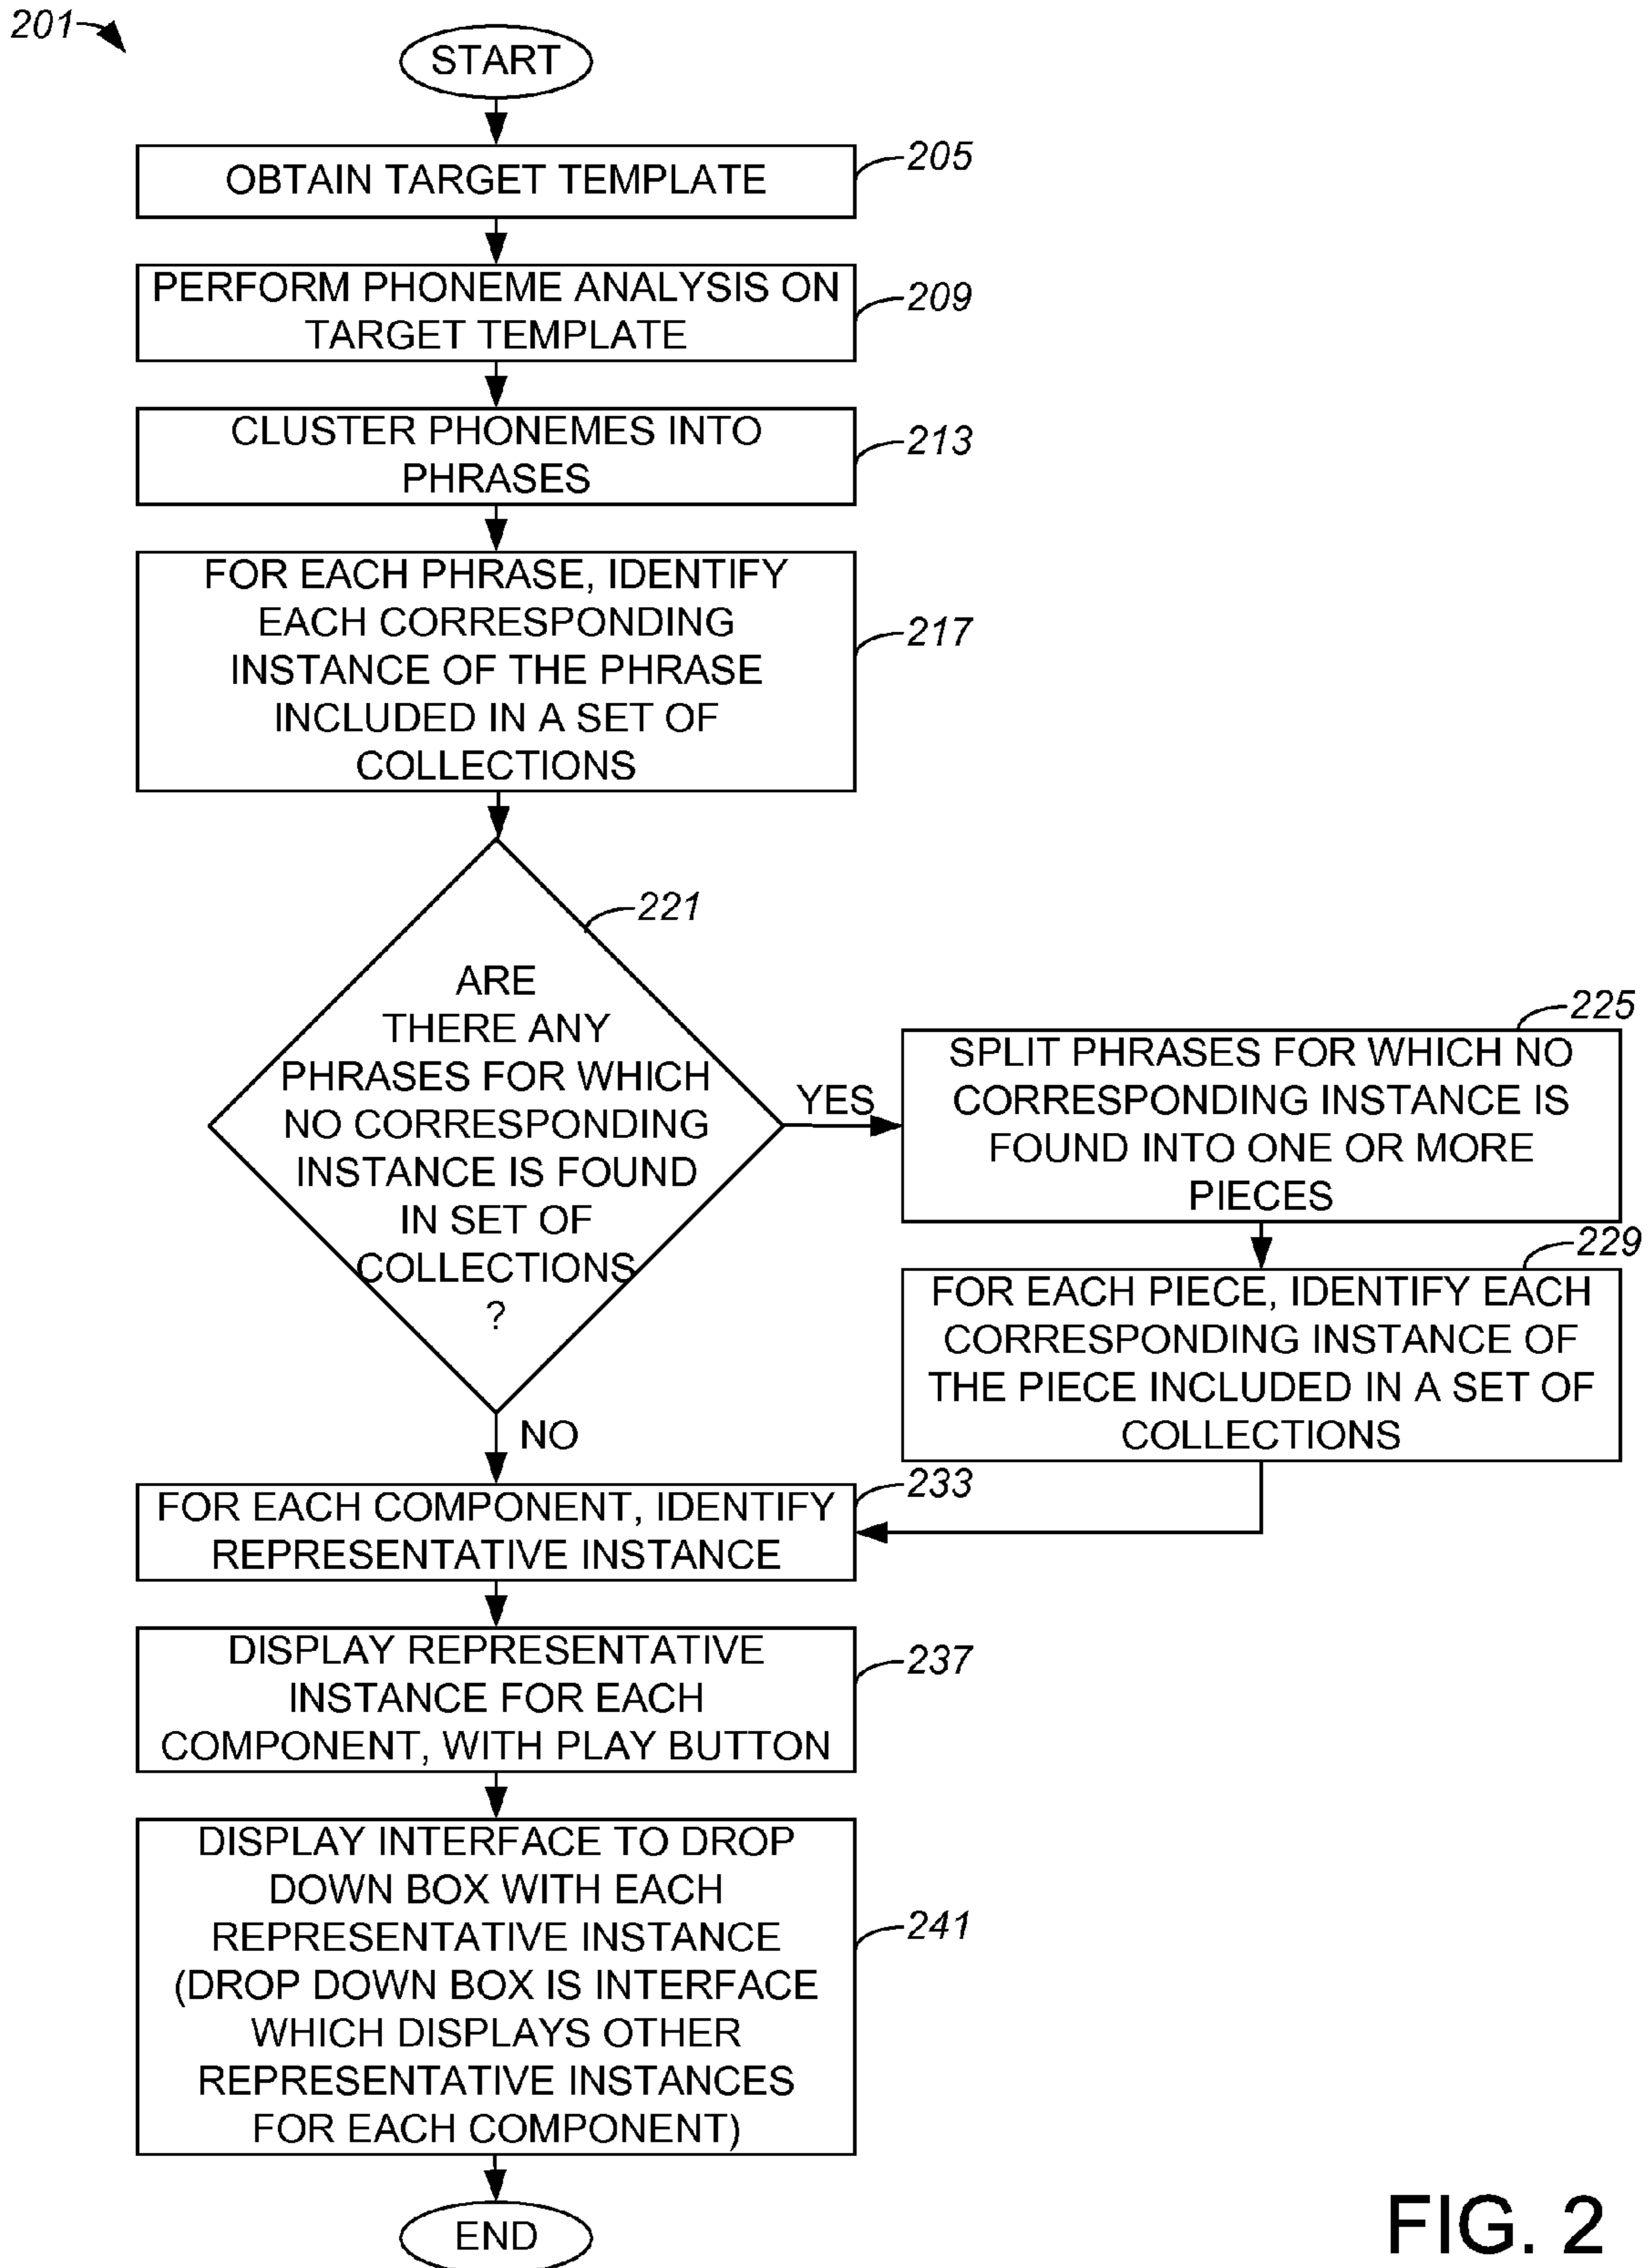 201
START
OBTAIN TARGET TEMPLATE
205
PERFORM PHONEME ANALYSIS ON
TARGET TEMPLATE
209
CLUSTER PHONEMES INTO
PHRASES
213
FOR EACH PHRASE, IDENTIFY
EACH CORRESPONDING
INSTANCE OF THE PHRASE
INCLUDED IN A SET OF
COLLECTIONS
217
221
ARE
THERE ANY
PHRASES FOR WHICH
NO CORRESPONDING
INSTANCE IS FOUND
IN SET OF
COLLECTIONS
?
YES
225
SPLIT PHRASES FOR WHICH NO
CORRESPONDING INSTANCE IS
FOUND INTO ONE OR MORE
PIECES
229
FOR EACH PIECE, IDENTIFY EACH
CORRESPONDING INSTANCE OF
THE PIECE INCLUDED IN A SET OF
COLLECTIONS
NO
FOR EACH COMPONENT, IDENTIFY
REPRESENTATIVE INSTANCE
233
DISPLAY REPRESENTATIVE
INSTANCE FOR EACH
COMPONENT, WITH PLAY BUTTON
237
DISPLAY INTERFACE TO DROP
DOWN BOX WITH EACH
REPRESENTATIVE INSTANCE
(DROP DOWN BOX IS INTERFACE
WHICH DISPLAYS OTHER
REPRESENTATIVE INSTANCES
FOR EACH COMPONENT)
241
END
FIG. 2